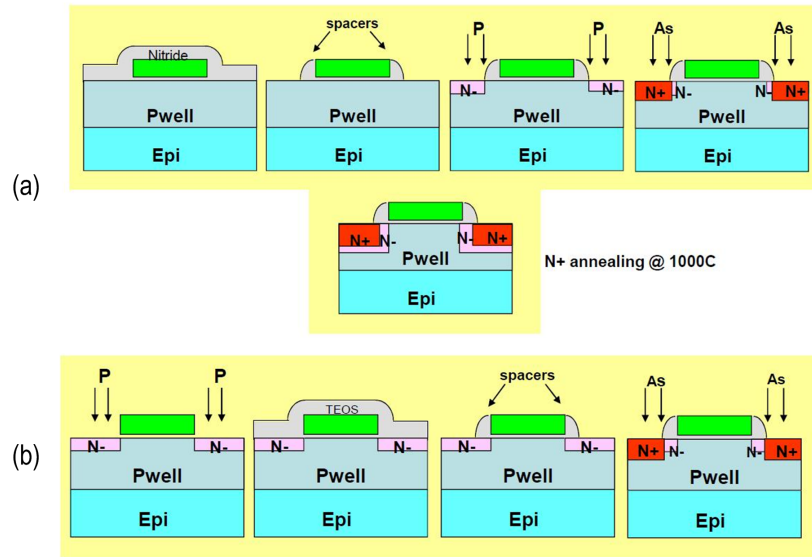 (a)
Nitride
Pwell
Epi
spacers
Pwell
Epi
P P
N- N-
Pwell
Epi
As As
N+ N- N- N+
Pwell
Epi
N+ N- N- N+
Pwell
Epi
N+ annealing @ 1000C
(b)
P P
N- N-
Pwell
Epi
TEOS
N- N-
Pwell
Epi
spacers
N- N-
Pwell
Epi
As As
N+ N- N- N+
Pwell
Epi